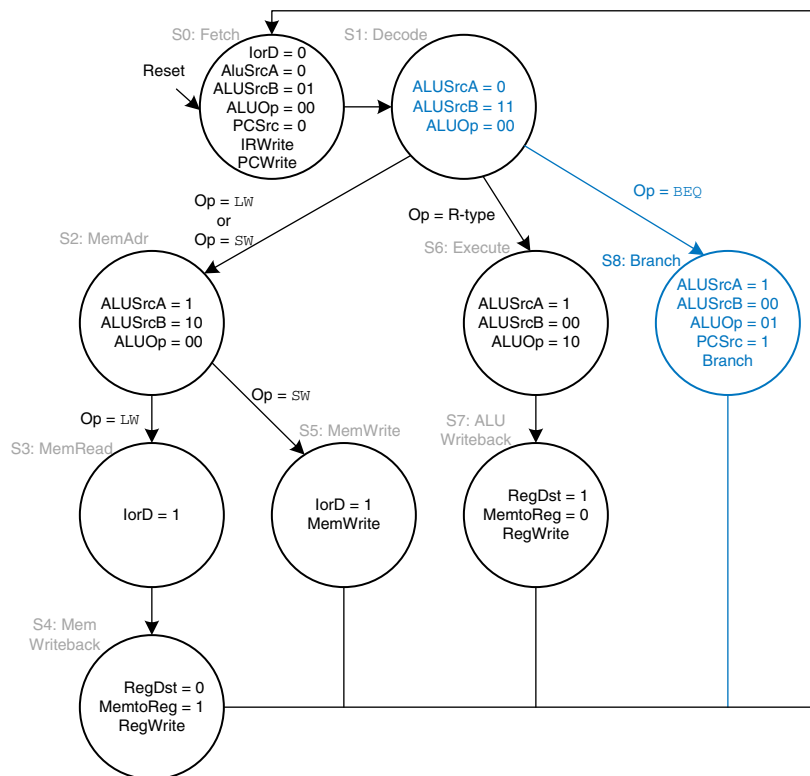 S0: Fetch
S1: Decode
Reset
IorD = 0
AluSrcA = 0
ALUSrcB = 01
ALUOp = 00
PCSrc = 0
IRWrite
PCWrite
ALUSrcA = 0
ALUSrcB = 11
ALUOp = 00
Op = LW
or
Op = SW
Op = R-type
Op = BEQ
S2: MemAdr
S6: Execute
S8: Branch
ALUSrcA = 1
ALUSrcB = 10
ALUOp = 00
ALUSrcA = 1
ALUSrcB = 00
ALUOp = 10
ALUSrcA = 1
ALUSrcB = 00
ALUOp = 01
PCSrc = 1
Branch
Op = LW
Op = SW
S3: MemRead
S5: MemWrite
S7: ALU
Writeback
IorD = 1
IorD = 1
MemWrite
RegDst = 1
MemtoReg = 0
RegWrite
S4: Mem
Writeback
RegDst = 0
MemtoReg = 1
RegWrite